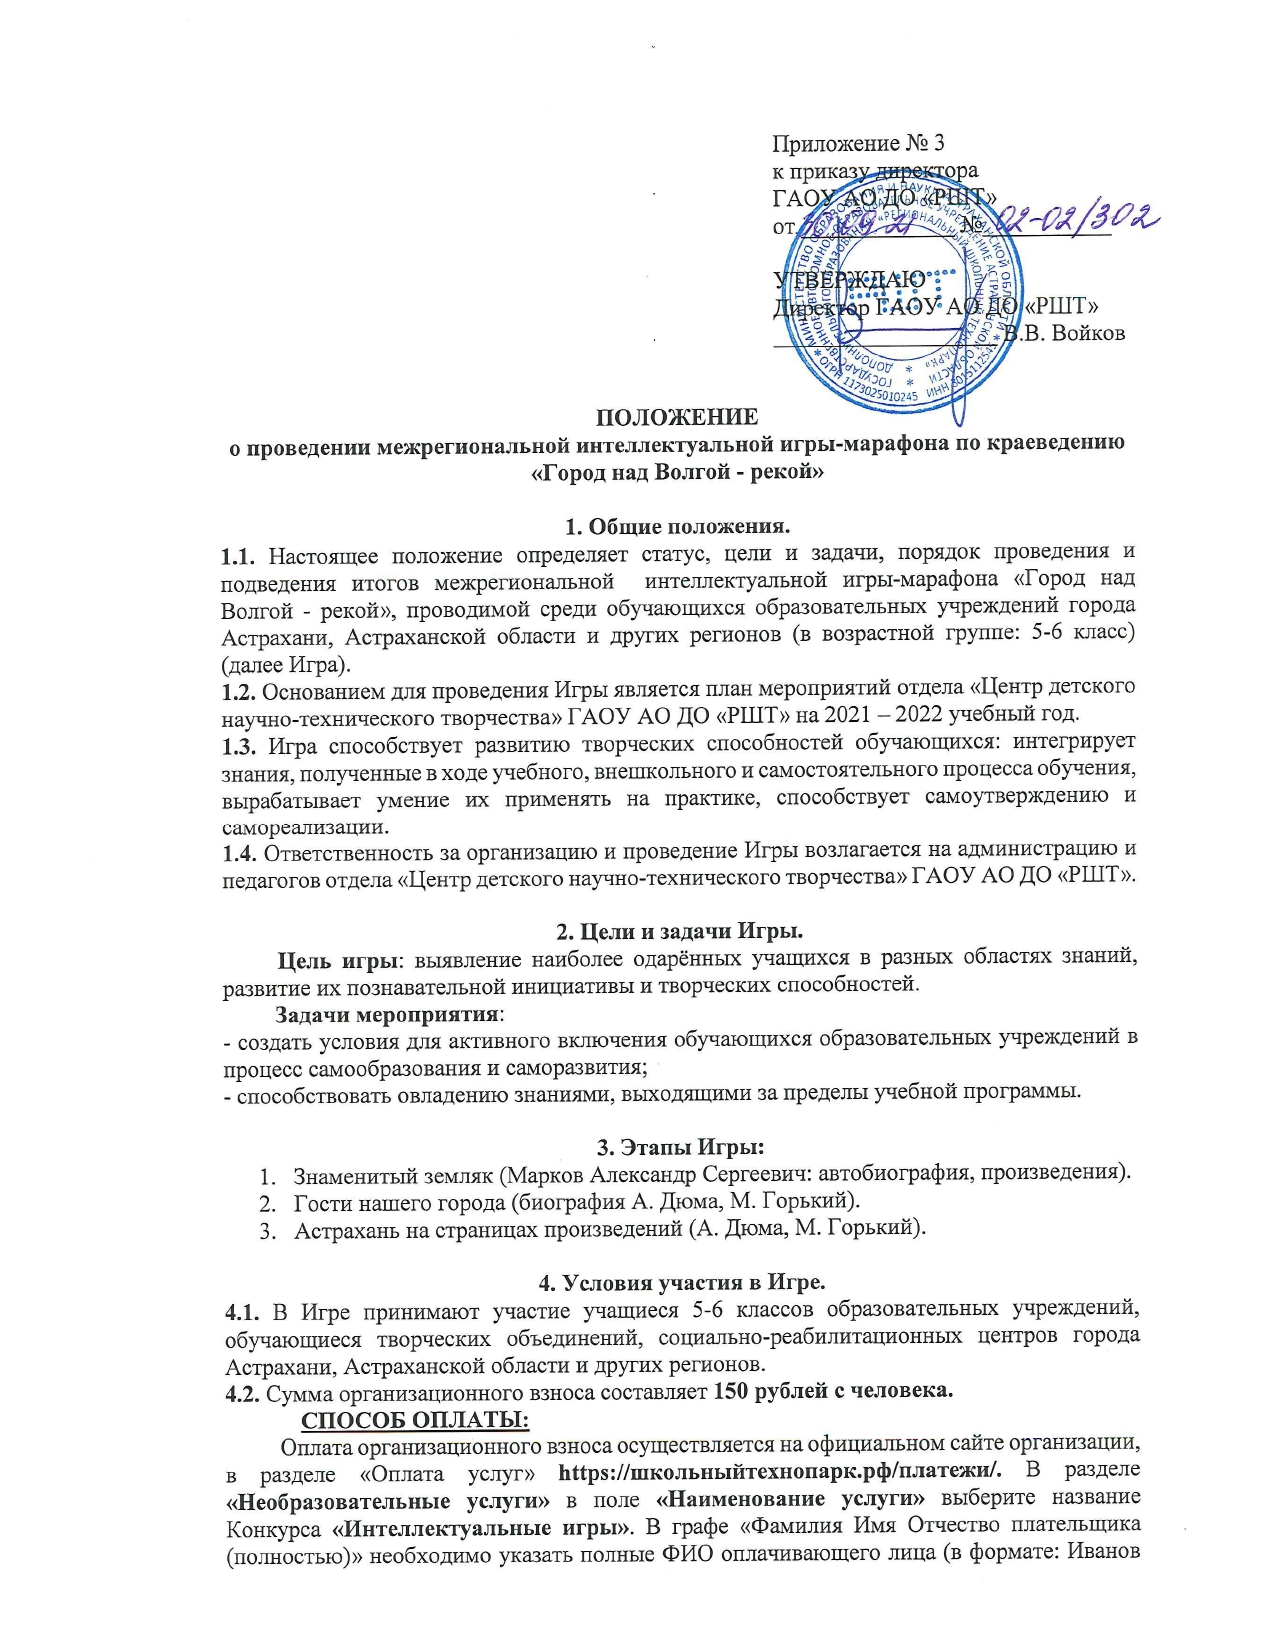 Приложение № 3
к приказу директора
ГАОУ АО ДО «РШТ»
от № 02-02/302
УТВЕРЖДАЮ
Директор ГАОУ АО ДО «РШТ»
В.В. Войков
МИНИСТЕРСТВО ОБРАЗОВАНИЯ И НАУКИ АСТРАХАНСКОЙ ОБЛАСТИ
ОГРН 1173025010245
ПОЛОЖЕНИЕ
о проведении межрегиональной интеллектуальной игры-марафона по краеведению
«Город над Волгой - рекой»
1. Общие положения.
1.1. Настоящее положение определяет статус, цели и задачи, порядок проведения и
подведения итогов межрегиональной интеллектуальной игры-марафона «Город над
Волгой - рекой», проводимой среди обучающихся образовательных учреждений города
Астрахани, Астраханской области и других регионов (в возрастной группе: 5-6 класс)
(далее Игра).
1.2. Основанием для проведения Игры является план мероприятий отдела «Центр детского
научно-технического творчества» ГАОУ АО ДО «РШТ» на 2021 – 2022 учебный год.
1.3. Игра способствует развитию творческих способностей обучающихся: интегрирует
знания, полученные в ходе учебного, внешкольного и самостоятельного процесса обучения,
вырабатывает умение их применять на практике, способствует самоутверждению и
самореализации.
1.4. Ответственность за организацию и проведение Игры возлагается на администрацию и
педагогов отдела «Центр детского научно-технического творчества» ГАОУ АО ДО «РШТ».
2. Цели и задачи Игры.
Цель игры: выявление наиболее одарённых учащихся в разных областях знаний,
развитие их познавательной инициативы и творческих способностей.
Задачи мероприятия:
- создать условия для активного включения обучающихся образовательных учреждений в
процесс самообразования и саморазвития;
- способствовать овладению знаниями, выходящими за пределы учебной программы.
3. Этапы Игры:
1. Знаменитый земляк (Марков Александр Сергеевич: автобиография, произведения).
2. Гости нашего города (биография А. Дюма, М. Горький).
3. Астрахань на страницах произведений (А. Дюма, М. Горький).
4. Условия участия в Игре.
4.1. В Игре принимают участие учащиеся 5-6 классов образовательных учреждений,
обучающиеся творческих объединений, социально-реабилитационных центров города
Астрахани, Астраханской области и других регионов.
4.2. Сумма организационного взноса составляет 150 рублей с человека.
СПОСОБ ОПЛАТЫ:
Оплата организационного взноса осуществляется на официальном сайте организации,
в разделе «Оплата услуг» https://школьныйтехнопарк.рф/платежи/. В разделе
«Необразовательные услуги» в поле «Наименование услуги» выберите название
Конкурса «Интеллектуальные игры». В графе «Фамилия Имя Отчество плательщика
(полностью)» необходимо указать полные ФИО оплачивающего лица (в формате: Иванов